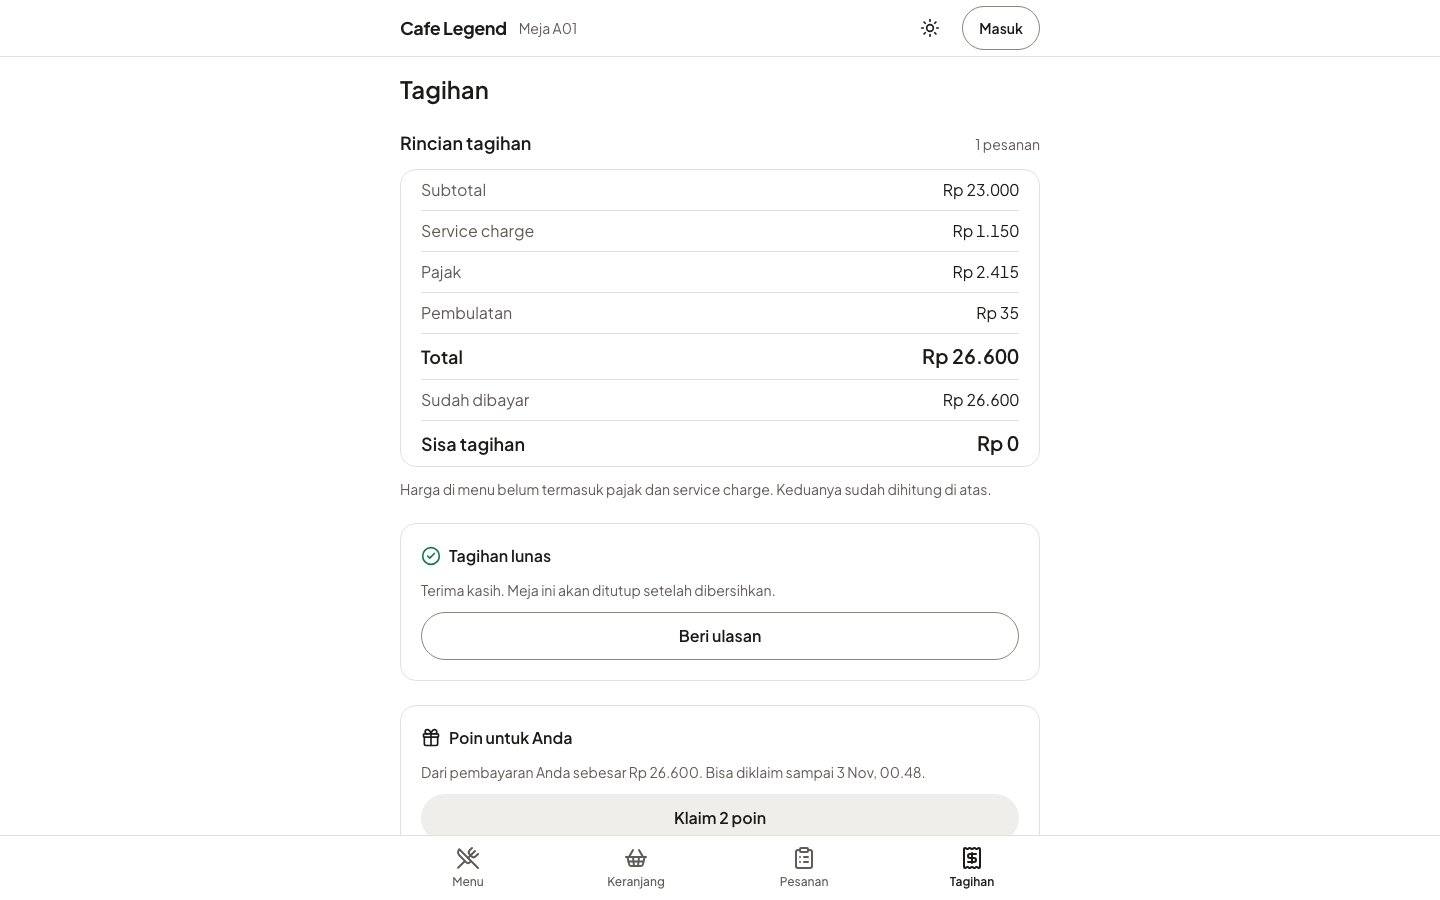 Cafe Legend Meja A01 Masuk
Tagihan
Rincian tagihan 1 pesanan
Subtotal Rp 23.000
Service charge Rp 1.150
Pajak Rp 2.415
Pembulatan Rp 35
Total Rp 26.600
Sudah dibayar Rp 26.600
Sisa tagihan Rp 0
Harga di menu belum termasuk pajak dan service charge. Keduanya sudah dihitung di atas.
Tagihan lunas
Terima kasih. Meja ini akan ditutup setelah dibersihkan.
Beri ulasan
Poin untuk Anda
Dari pembayaran Anda sebesar Rp 26.600. Bisa diklaim sampai 3 Nov, 00.48.
Klaim 2 poin
Menu Keranjang Pesanan Tagihan